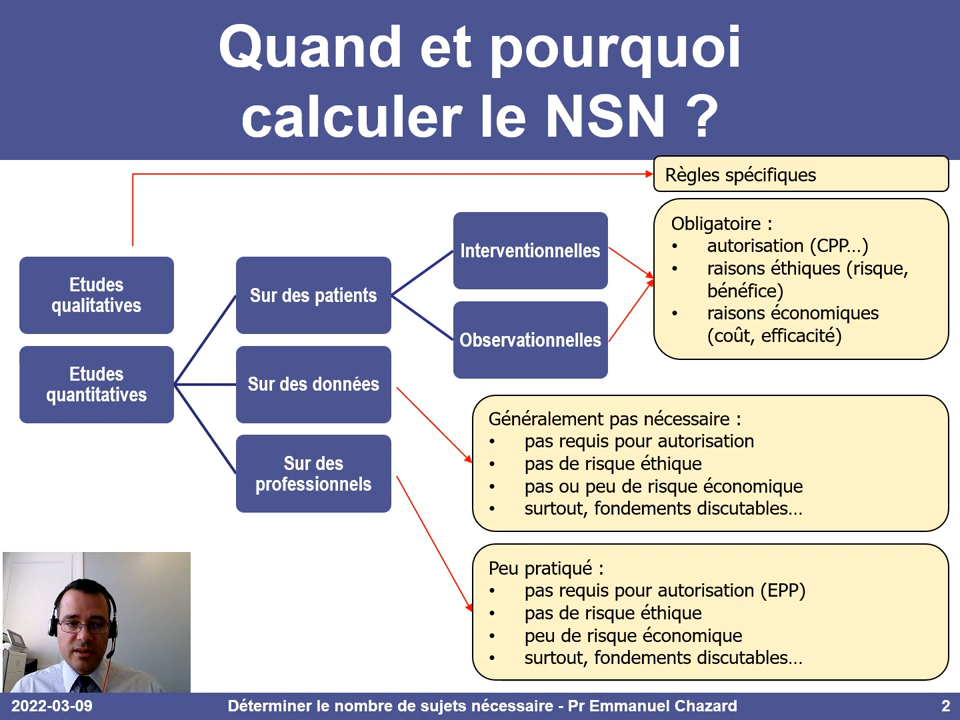 Quand et pourquoi
calculer le NSN ?
Règles spécifiques
Etudes
qualitatives
Etudes
quantitatives
Sur des patients
Sur des données
Sur des
professionnels
Interventionnelles
Observationnelles
Obligatoire :
• autorisation (CPP…)
• raisons éthiques (risque,
bénéfice)
• raisons économiques
(coût, efficacité)
Généralement pas nécessaire :
• pas requis pour autorisation
• pas de risque éthique
• pas ou peu de risque économique
• surtout, fondements discutables…
Peu pratiqué :
• pas requis pour autorisation (EPP)
• pas de risque éthique
• peu de risque économique
• surtout, fondements discutables…
2022-03-09
Déterminer le nombre de sujets nécessaire - Pr Emmanuel Chazard
2